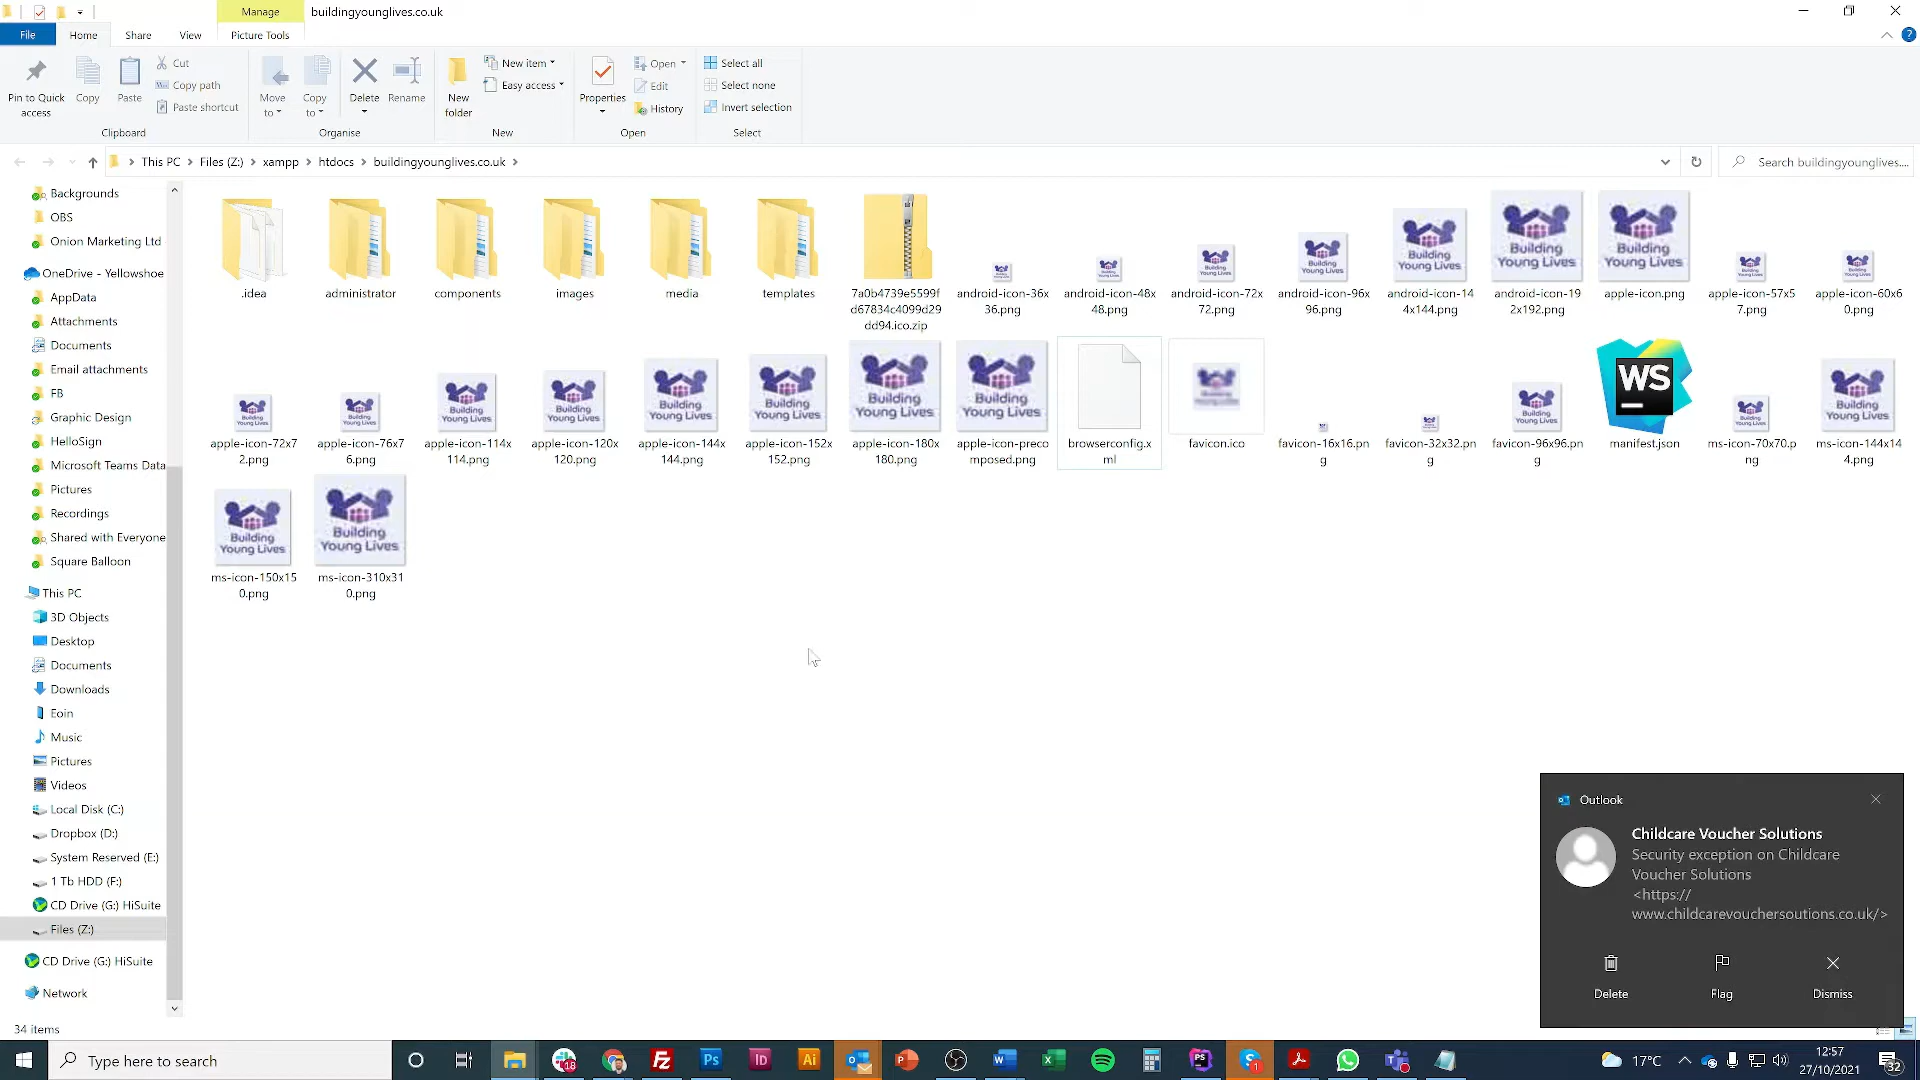 Manage
buildingyounglives.co.uk
File
Home
Share
View
Picture Tools
Pin to Quick
access
Copy
Paste
Cut
Copy path
Paste shortcut
Clipboard
Move
to
Copy
to
Delete
Rename
Organise
New
folder
New item
Easy access
New
Properties
Open
Edit
History
Open
Select all
Select none
Invert selection
Select
This PC
Files (Z:)
xampp
htdocs
buildingyounglives.co.uk
Search buildingyounglives....
Backgrounds
OBS
Onion Marketing Ltd
OneDrive - Yellowshoe
AppData
Attachments
Documents
Email attachments
FB
Graphic Design
HelloSign
Microsoft Teams Data
Pictures
Recordings
Shared with Everyone
Square Balloon
This PC
3D Objects
Desktop
Documents
Downloads
Eoin
Music
Pictures
Videos
Local Disk (C:)
Dropbox (D:)
System Reserved (E:)
1 Tb HDD (F:)
CD Drive (G:) HiSuite
Files (Z:)
CD Drive (G:) HiSuite
Network
34 items
.idea
administrator
components
images
media
templates
7a0b4739e5599f
d67834c4099d29
dd94.ico.zip
android-icon-36x
36.png
android-icon-48x
48.png
android-icon-72x
72.png
android-icon-96x
96.png
android-icon-14
4x144.png
android-icon-19
2x192.png
apple-icon.png
apple-icon-57x5
7.png
apple-icon-60x6
0.png
apple-icon-72x7
2.png
apple-icon-76x7
6.png
apple-icon-114x
114.png
apple-icon-120x
120.png
apple-icon-144x
144.png
apple-icon-152x
152.png
apple-icon-180x
180.png
apple-icon-preco
mposed.png
browserconfig.x
ml
favicon.ico
favicon-16x16.pn
g
favicon-32x32.pn
g
favicon-96x96.pn
g
WS
manifest.json
ms-icon-70x70.p
ng
ms-icon-144x14
4.png
Building
Young Lives
ms-icon-150x15
0.png
Building
Young Lives
ms-icon-310x31
0.png
Outlook
Childcare Voucher Solutions
Security exception on Childcare
Voucher Solutions
<https://
www.childcarevouchersoutions.co.uk/>
Delete
Flag
Dismiss
Type here to search
17°C
12:57
27/10/2021
32